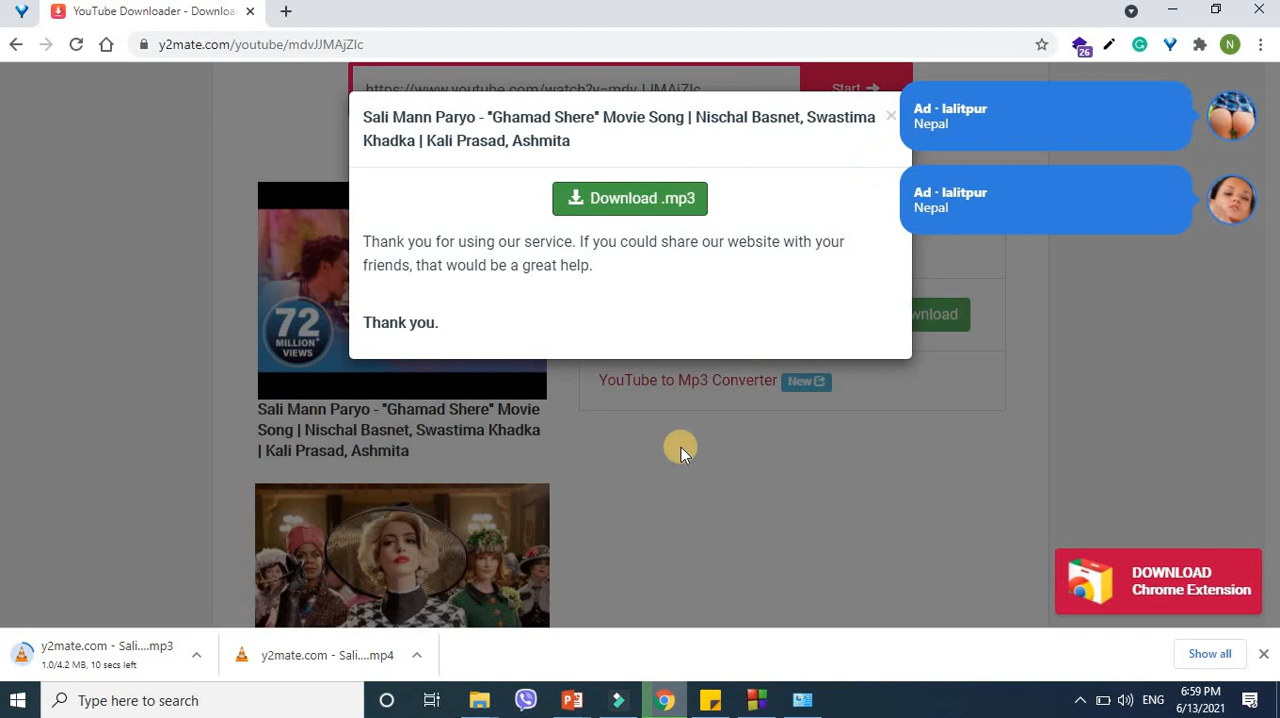 YouTube Downloader - Downloa
y2mate.com/youtube/mdvJJMAjZlc
26
N
Start
Sali Mann Paryo - "Ghamad Shere" Movie Song | Nischal Basnet, Swastima
Khadka | Kali Prasad, Ashmita
×
Ad - lalitpur
Nepal
Download .mp3
Ad - lalitpur
Nepal
Thank you for using our service. If you could share our website with your
friends, that would be a great help.
Thank you.
72
MILLION+
VIEWS
wnload
YouTube to Mp3 Converter New
Sali Mann Paryo - "Ghamad Shere" Movie
Song | Nischal Basnet, Swastima Khadka
| Kali Prasad, Ashmita
DOWNLOAD
Chrome Extension
y2mate.com - Sali....mp3
1.0/4.2 MB, 10 secs left
y2mate.com - Sali....mp4
Show all
Type here to search
ENG
6:59 PM
6/13/2021